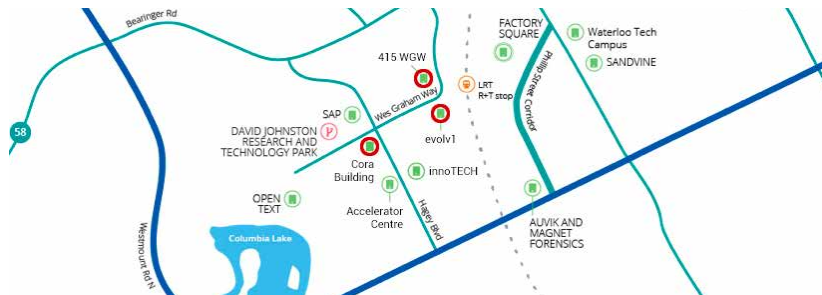 Bearinger Rd
FACTORY
SQUARE
Waterloo Tech
Campus
SANDVINE
415 WGW
Phillip Street Corridor
LRT
R+T stop
Wes Graham Way
SAP
58
DAVID JOHNSTON
RESEARCH AND
TECHNOLOGY PARK
evolv1
Cora
Building
innoTECH
OPEN
TEXT
Accelerator
Centre
Hagey Blvd
AUVIK AND
MAGNET
FORENSICS
Westmount Rd N
Columbia Lake